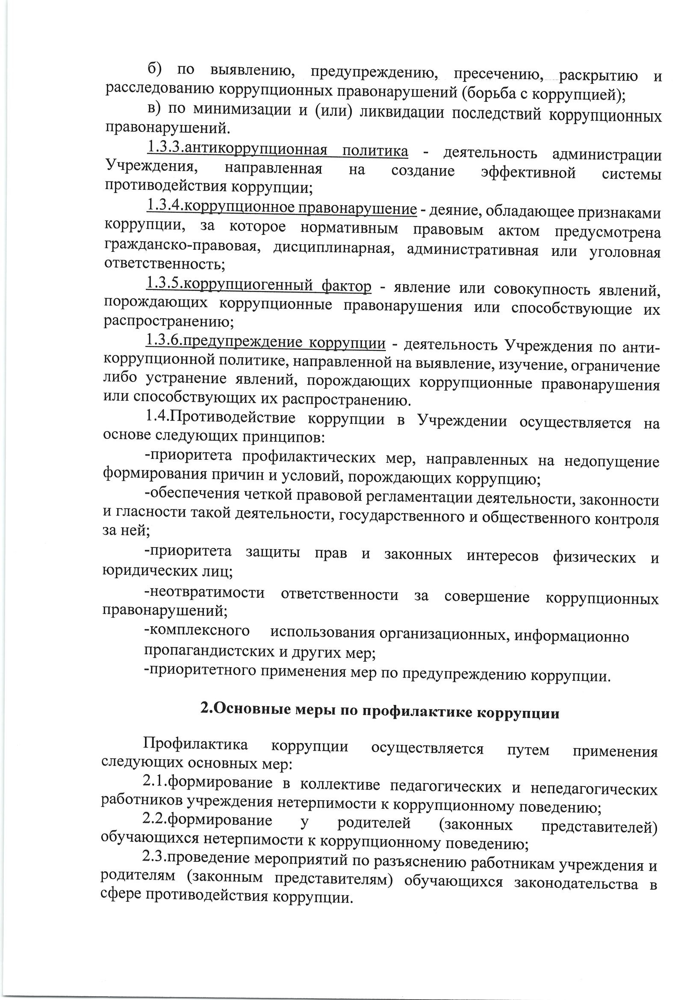 б) по выявлению, предупреждению, пресечению, раскрытию и
расследованию коррупционных правонарушений (борьба с коррупцией);
в) по минимизации и (или) ликвидации последствий коррупционных
правонарушений.
1.3.3.антикоррупционная политика - деятельность администрации
Учреждения, направленная на создание эффективной системы
противодействия коррупции;
1.3.4.коррупционное правонарушение - деяние, обладающее признаками
коррупции, за которое нормативным правовым актом предусмотрена
гражданско-правовая, дисциплинарная, административная или уголовная
ответственность;
1.3.5.коррупциогенный фактор - явление или совокупность явлений,
порождающих коррупционные правонарушения или способствующие их
распространению;
1.3.6.предупреждение коррупции - деятельность Учреждения по анти-
коррупционной политике, направленной на выявление, изучение, ограничение
либо устранение явлений, порождающих коррупционные правонарушения
или способствующих их распространению.
1.4.Противодействие коррупции в Учреждении осуществляется на
основе следующих принципов:
-приоритета профилактических мер, направленных на недопущение
формирования причин и условий, порождающих коррупцию;
-обеспечения четкой правовой регламентации деятельности, законности
и гласности такой деятельности, государственного и общественного контроля
за ней;
-приоритета защиты прав и законных интересов физических и
юридических лиц;
-неотвратимости ответственности за совершение коррупционных
правонарушений;
-комплексного использования организационных, информационно
пропагандистских и других мер;
-приоритетного применения мер по предупреждению коррупции.
2.Основные меры по профилактике коррупции
Профилактика коррупции осуществляется путем применения
следующих основных мер:
2.1.формирование в коллективе педагогических и непедагогических
работников учреждения нетерпимости к коррупционному поведению;
2.2.формирование у родителей (законных представителей)
обучающихся нетерпимости к коррупционному поведению;
2.3.проведение мероприятий по разъяснению работникам учреждения и
родителям (законным представителям) обучающихся законодательства в
сфере противодействия коррупции.